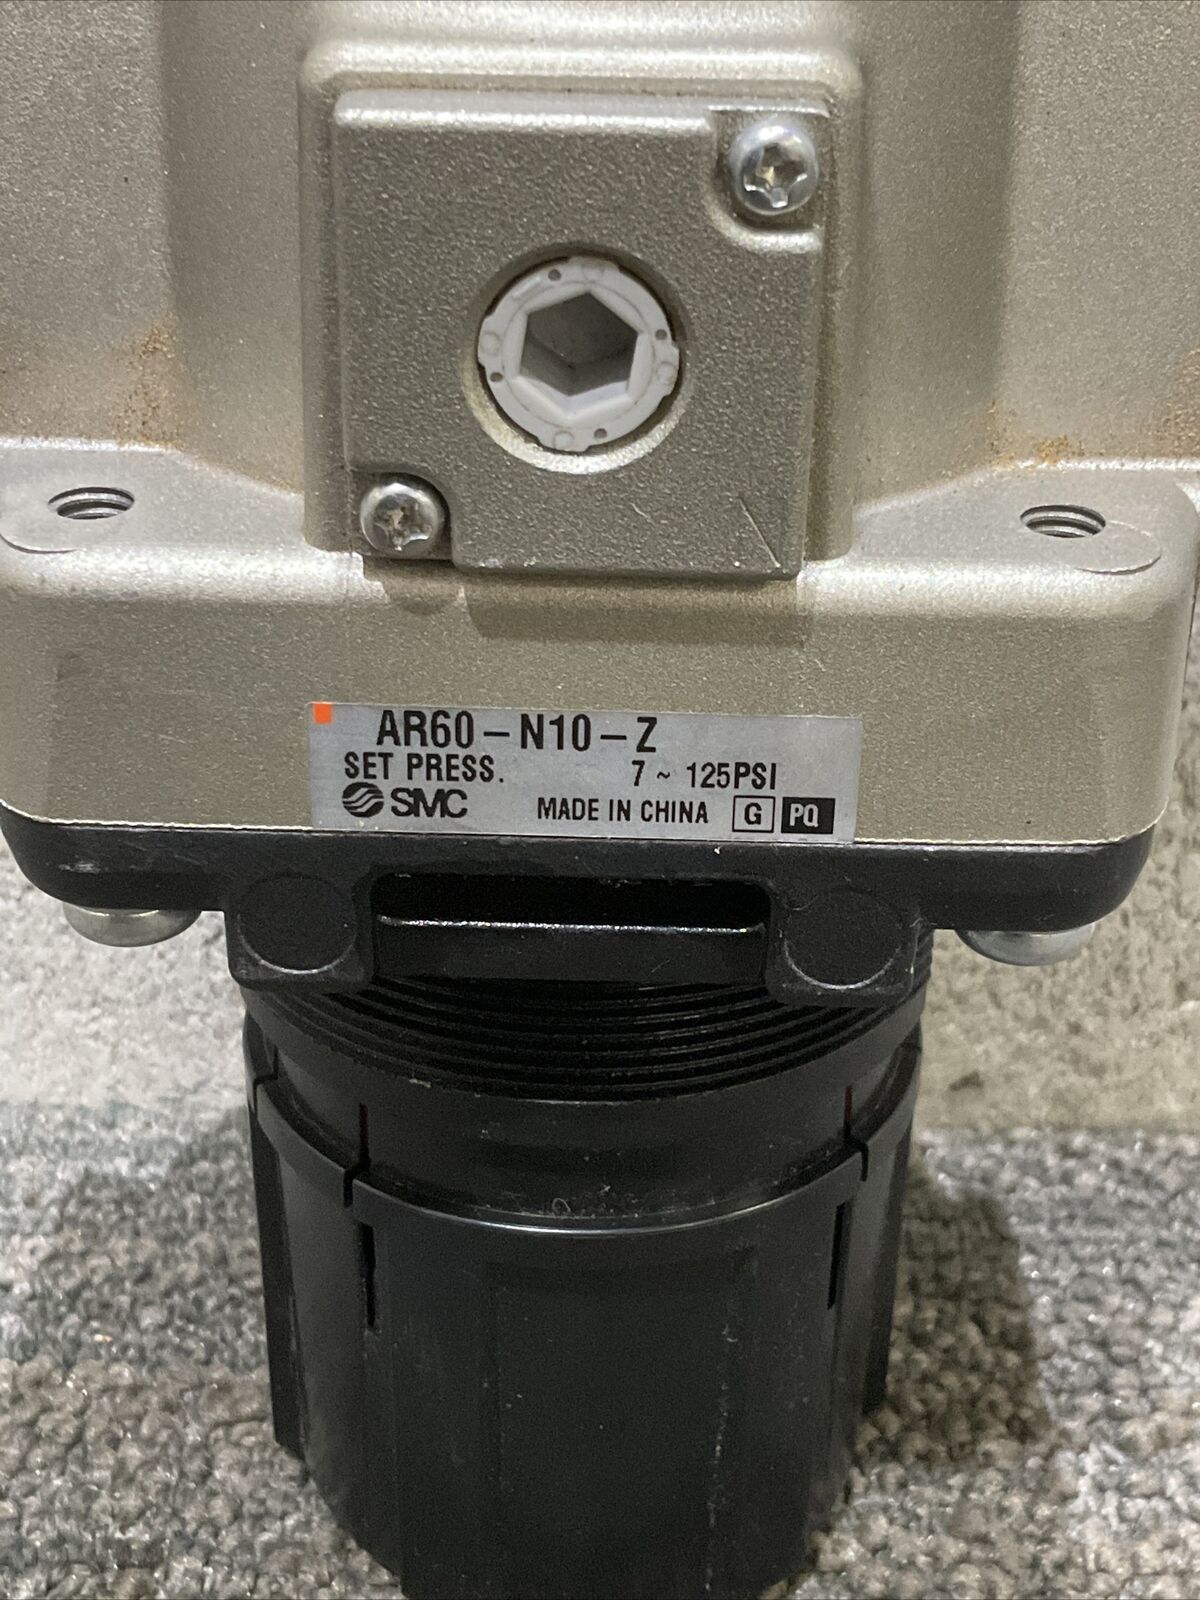 AR60-N10-Z
SET PRESS. 7 ~ 125PSI
SMC MADE IN CHINA G PQ